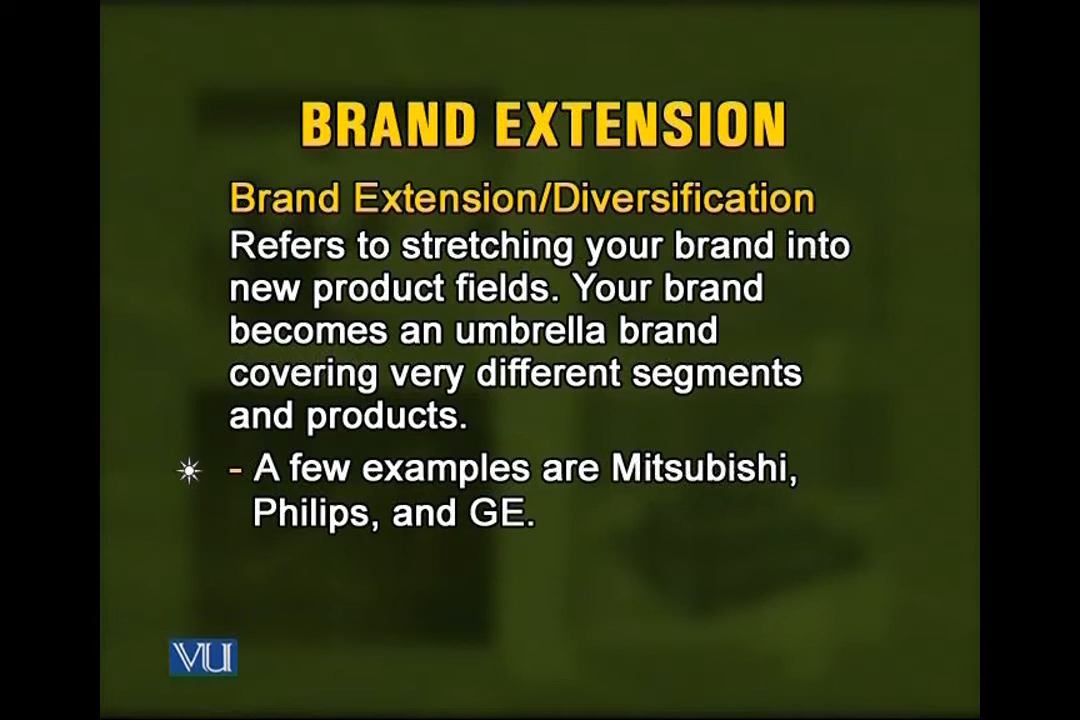 BRAND EXTENSION
Brand Extension/Diversification
Refers to stretching your brand into
new product fields. Your brand
becomes an umbrella brand
covering very different segments
and products.
- A few examples are Mitsubishi,
Philips, and GE.
VU